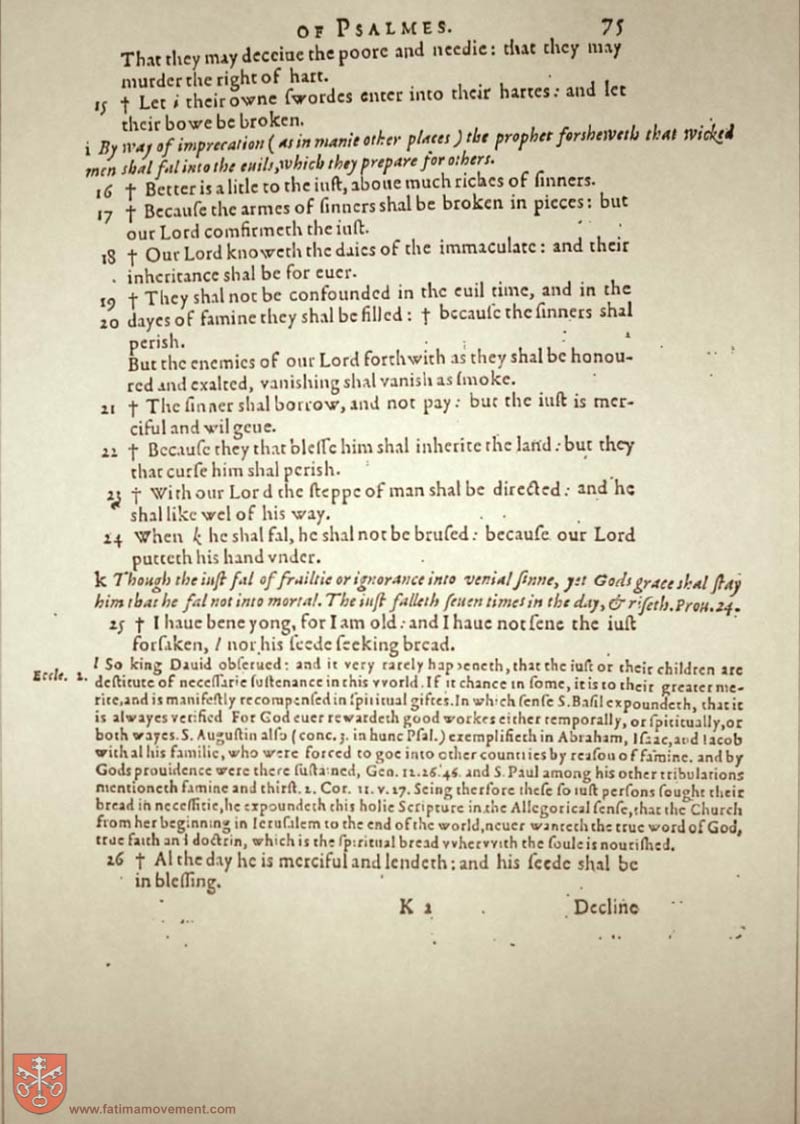 OF PSALMES. 75
That they may deceiue the poore and needie: that they may
murder the right of hart.
15 † Let i their owne ſwordes enter into their hartes: and let
their bowe be broken.
i By way of imprecation (as in manie other places) the prophet forsheweth that wicked
men shal fal into the euils, which they prepare for others.
16 † Better is a litle to the iuſt, aboue much riches of ſinners.
17 † Becauſe the armes of ſinners shal be broken in pieces: but
our Lord comfirmeth the iuſt.
18 † Our Lord knoweth the daies of the immaculate: and their
inheritance shal be for euer.
19 † They shal not be confounded in the euil time, and in the
20 dayes of famine they shal be filled: † becauſe the ſinners shal
perish.
But the enemies of our Lord forthwith as they shal be honou-
red and exalted, vanishing shal vanish as ſmoke.
21 † The ſinner shal borrow, and not pay: but the iuſt is mer-
ciful and wil geue.
22 † Becauſe they that bleſſe him shal inherite the land: but they
that curſe him shal perish.
23 † With our Lord the ſteppe of man shal be directed: and he
shal like wel of his way.
24 When k he shal fal, he shal not be bruſed: becauſe our Lord
putteth his hand vnder.
k Though the iuſt fal of frailtie or ignorance into venial ſinne, yet Gods grace shal ſtay
him that he fal not into mortal. The iuſt falleth ſeuen times in the day, & riſeth. Prou. 24.
25 † I haue bene yong, for I am old: and I haue not ſene the iuſt
forſaken, l nor his ſeede ſeeking bread.
l So king Dauid obſerued: and it very rarely happeneth, that the iuſt or their children are
Eccle. 2. deſtitute of neceſſarie ſuſtenance in this vvorld. If it chance in ſome, it is to their greater me-
rite, and is manifeſtly recompenſed in ſpiritual giftes. In which ſenſe S. Baſil expoundeth, that it
is alwayes verified For God euer rewardeth good workes either temporally, or ſpiritually, or
both wayes. S. Auguſtin alſo (conc. 3. in hunc Pſal.) exemplifieth in Abraham, Iſaac, and Iacob
with al his familie, who were forced to goe into other countries by reaſon of famine. and by
Gods prouidence were there ſuſtained, Gen. 12. 26. 46. and S. Paul among his other tribulations
mentioneth famine and thirſt. 2. Cor. 11. v. 27. Seing therfore theſe ſo iuſt perſons ſought their
bread in neceſſitie, he expoundeth this holie Scripture in the Allegorical ſenſe, that the Church
from her beginning in Ieruſalem to the end of the world, neuer wanteth the true word of God,
true faith and doctrin, which is the ſpiritual bread vvhervvith the ſoule is nourished.
26 † Al the day he is merciful and lendeth: and his ſeede shal be
in bleſſing.
K 2 Decline
www.fatimamovement.com